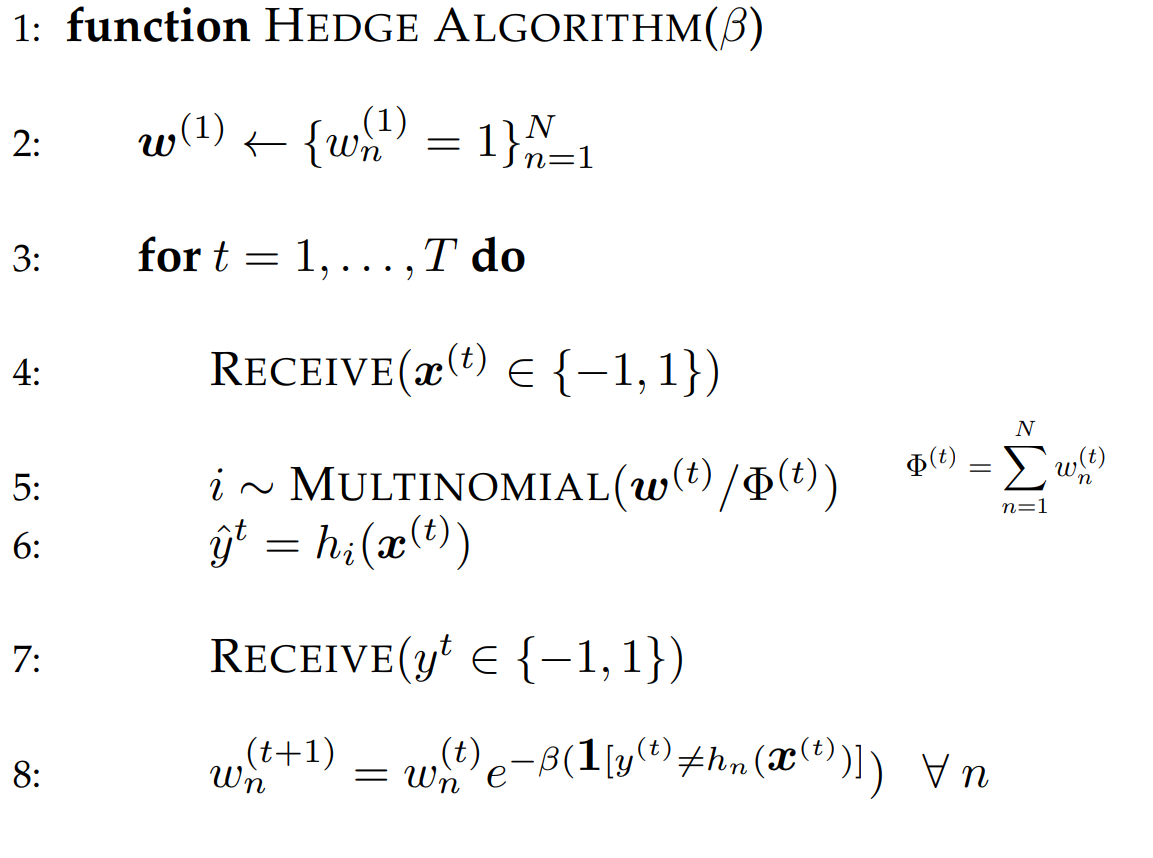 1: function HEDGE ALGORITHM(β)
2: w^{(1)} ← {w_n^{(1)} = 1}_{n=1}^{N}
3: for t = 1, . . . , T do
4: RECEIVE(x^{(t)} ∈ {−1, 1})
5: i ∼ MULTINOMIAL(w^{(t)}/Φ^{(t)}) Φ^{(t)} = ∑_{n=1}^{N} w_n^{(t)}
6: ŷ^t = h_i(x^{(t)})
7: RECEIVE(y^t ∈ {−1, 1})
8: w_n^{(t+1)} = w_n^{(t)} e^{−β(𝟏[y^{(t)}≠h_n(x^{(t)})]}) ∀ n